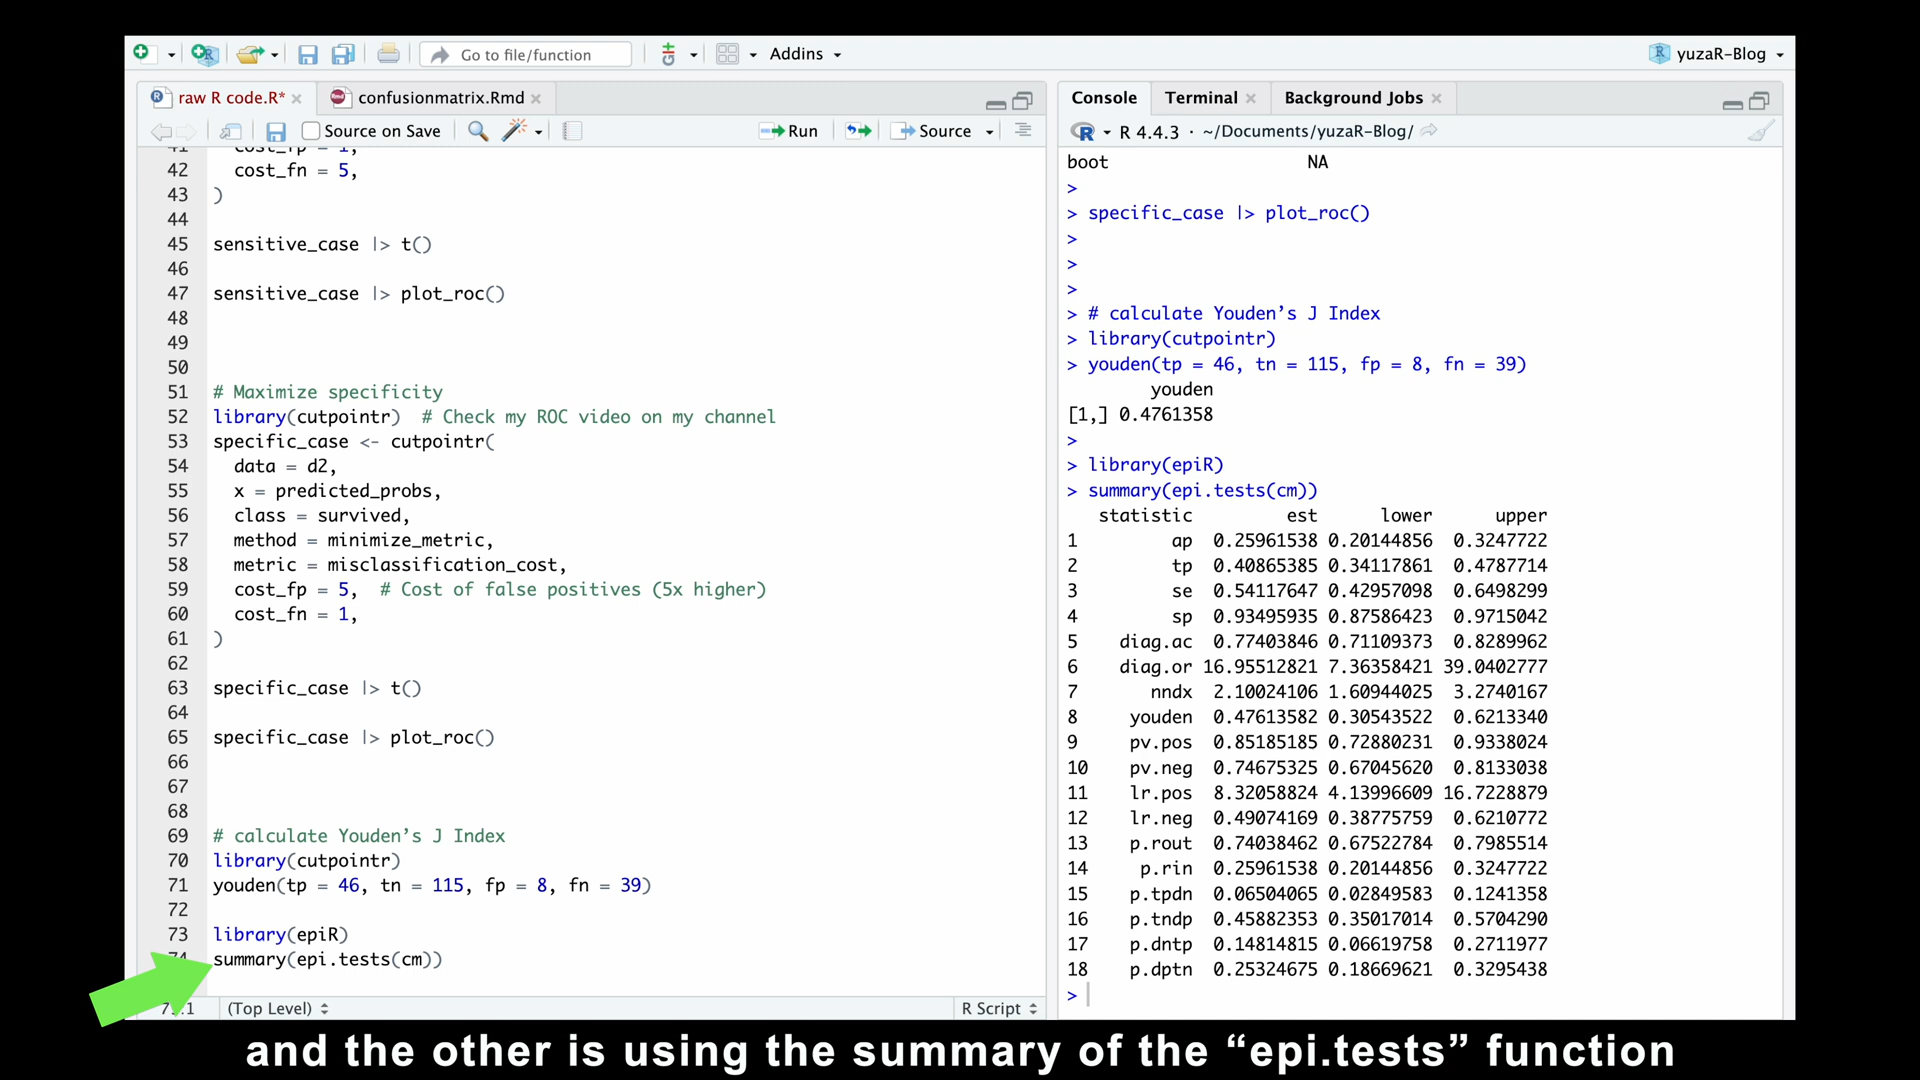 Go to file/function
Addins
yuzaR-Blog
raw R code.R*
confusionmatrix.Rmd
Source on Save
Run
Source
41 cost_fp = 1,
42 cost_fn = 5,
43 )
44
45 sensitive_case |> t()
46
47 sensitive_case |> plot_roc()
48
49
50
51 # Maximize specificity
52 library(cutpointr)  # Check my ROC video on my channel
53 specific_case <- cutpointr(
54 data = d2,
55 x = predicted_probs,
56 class = survived,
57 method = minimize_metric,
58 metric = misclassification_cost,
59 cost_fp = 5,  # Cost of false positives (5x higher)
60 cost_fn = 1,
61 )
62
63 specific_case |> t()
64
65 specific_case |> plot_roc()
66
67
68
69 # calculate Youden’s J Index
70 library(cutpointr)
71 youden(tp = 46, tn = 115, fp = 8, fn = 39)
72
73 library(epiR)
74 summary(epi.tests(cm))
(Top Level)
R Script
Console
Terminal
Background Jobs
R 4.4.3 · ~/Documents/yuzaR-Blog/
boot NA
>
> specific_case |> plot_roc()
>
>
>
> # calculate Youden’s J Index
> library(cutpointr)
> youden(tp = 46, tn = 115, fp = 8, fn = 39)
youden
[1,] 0.4761358
>
> library(epiR)
> summary(epi.tests(cm))
statistic est lower upper
1 ap 0.25961538 0.20144856 0.3247722
2 tp 0.40865385 0.34117861 0.4787714
3 se 0.54117647 0.42957098 0.6498299
4 sp 0.93495935 0.87586423 0.9715042
5 diag.ac 0.77403846 0.71109373 0.8289962
6 diag.or 16.95512821 7.36358421 39.0402777
7 nndx 2.10024106 1.60944025 3.2740167
8 youden 0.47613582 0.30543522 0.6213340
9 pv.pos 0.85185185 0.72880231 0.9338024
10 pv.neg 0.74675325 0.67045620 0.8133038
11 lr.pos 8.32058824 4.13996609 16.7228879
12 lr.neg 0.49074169 0.38775759 0.6210772
13 p.rout 0.74038462 0.67522784 0.7985514
14 p.rin 0.25961538 0.20144856 0.3247722
15 p.tpdn 0.06504065 0.02849583 0.1241358
16 p.tndp 0.45882353 0.35017014 0.5704290
17 p.dntp 0.14814815 0.06619758 0.2711977
18 p.dptn 0.25324675 0.18669621 0.3295438
>
and the other is using the summary of the “epi.tests” function